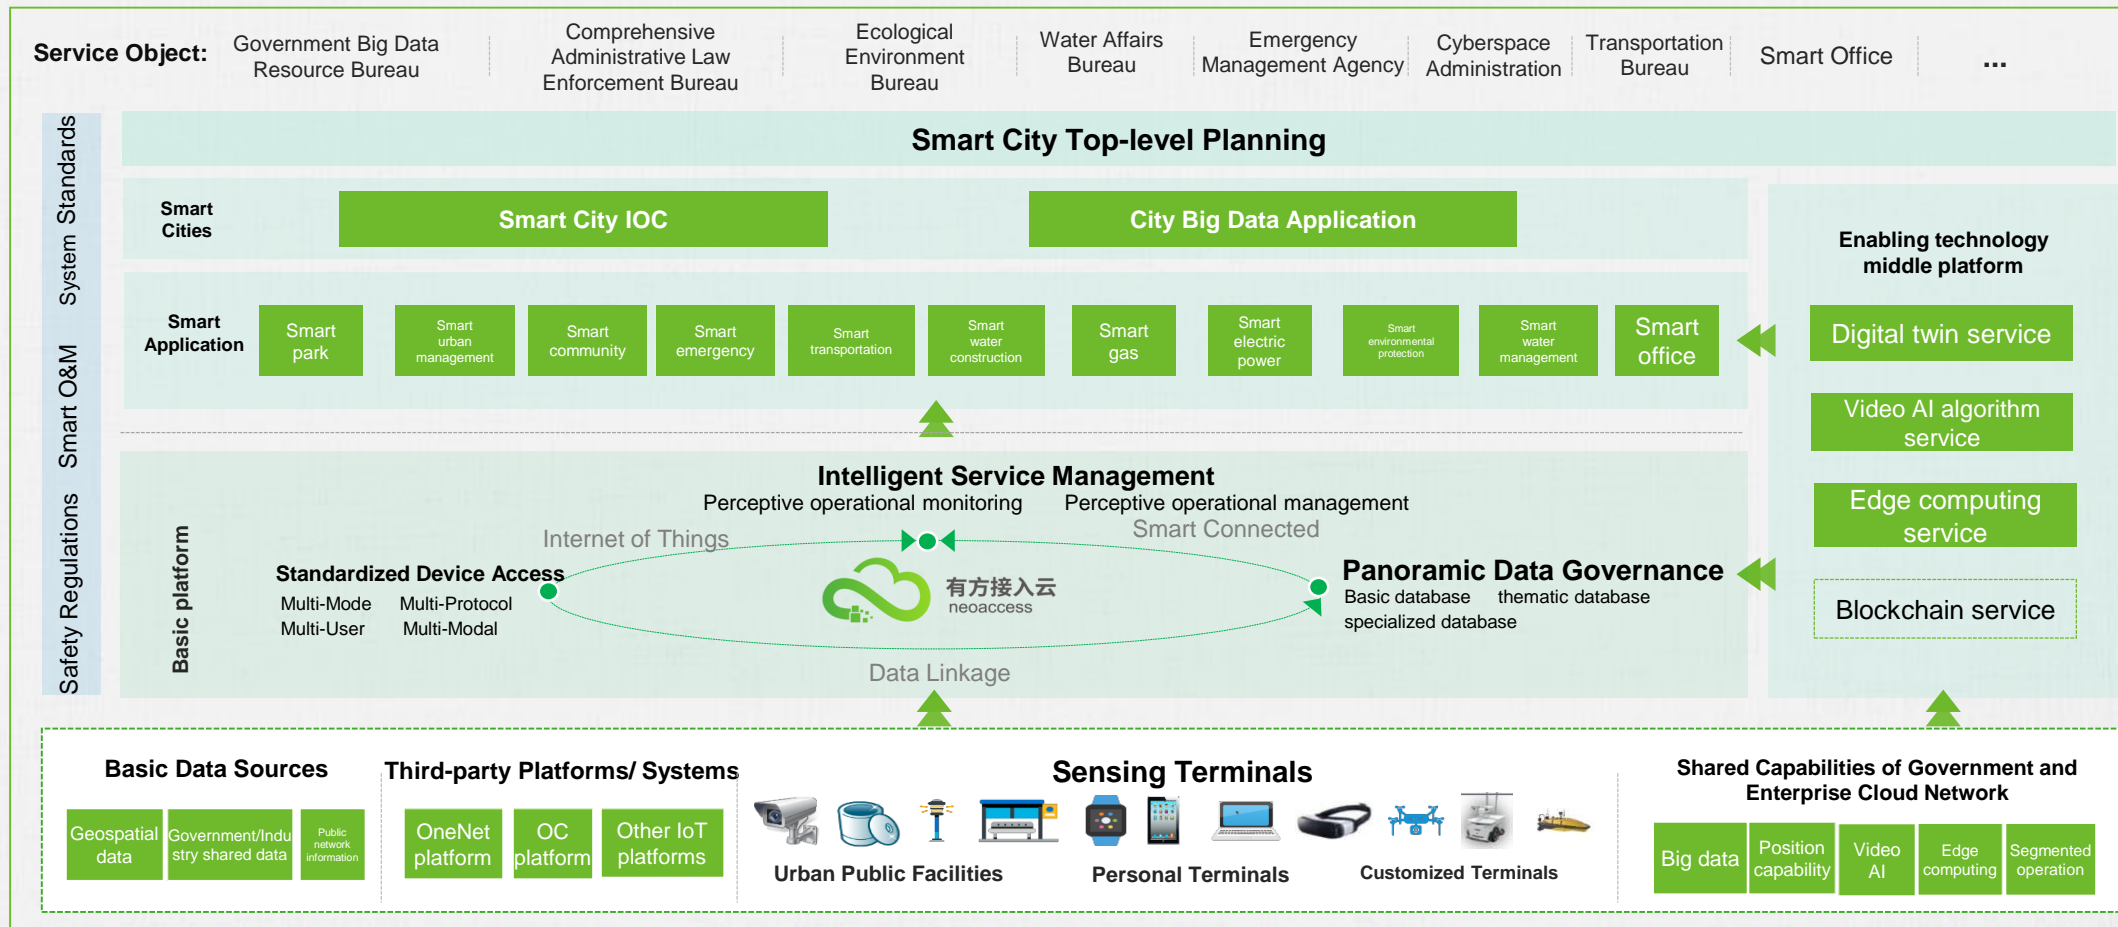 Service Object:
Government Big Data
Resource Bureau
Comprehensive
Administrative Law
Enforcement Bureau
Ecological
Environment
Bureau
Water Affairs
Bureau
Emergency
Management Agency
Cyberspace
Administration
Transportation
Bureau
Smart Office
...
System Standards
Smart O&M
Safety Regulations
Smart City Top-level Planning
Smart
Cities
Smart City IOC
City Big Data Application
Smart
Application
Smart
park
Smart
urban
management
Smart
community
Smart
emergency
Smart
transportation
Smart
water
construction
Smart
gas
Smart
electric
power
Smart
environmental
protection
Smart
water
management
Smart
office
Enabling technology
middle platform
Digital twin service
Video AI algorithm
service
Edge computing
service
Blockchain service
Basic platform
Intelligent Service Management
Perceptive operational monitoring
Perceptive operational management
Internet of Things
Smart Connected
Standardized Device Access
Multi-Mode
Multi-Protocol
Multi-User
Multi-Modal
有方接入云
neoaccess
Panoramic Data Governance
Basic database
thematic database
specialized database
Data Linkage
Basic Data Sources
Geospatial
data
Government/Indu
stry shared data
Public
network
information
Third-party Platforms/ Systems
OneNet
platform
OC
platform
Other IoT
platforms
Sensing Terminals
Urban Public Facilities
Personal Terminals
Customized Terminals
Shared Capabilities of Government and
Enterprise Cloud Network
Big data
Position
capability
Video
AI
Edge
computing
Segmented
operation